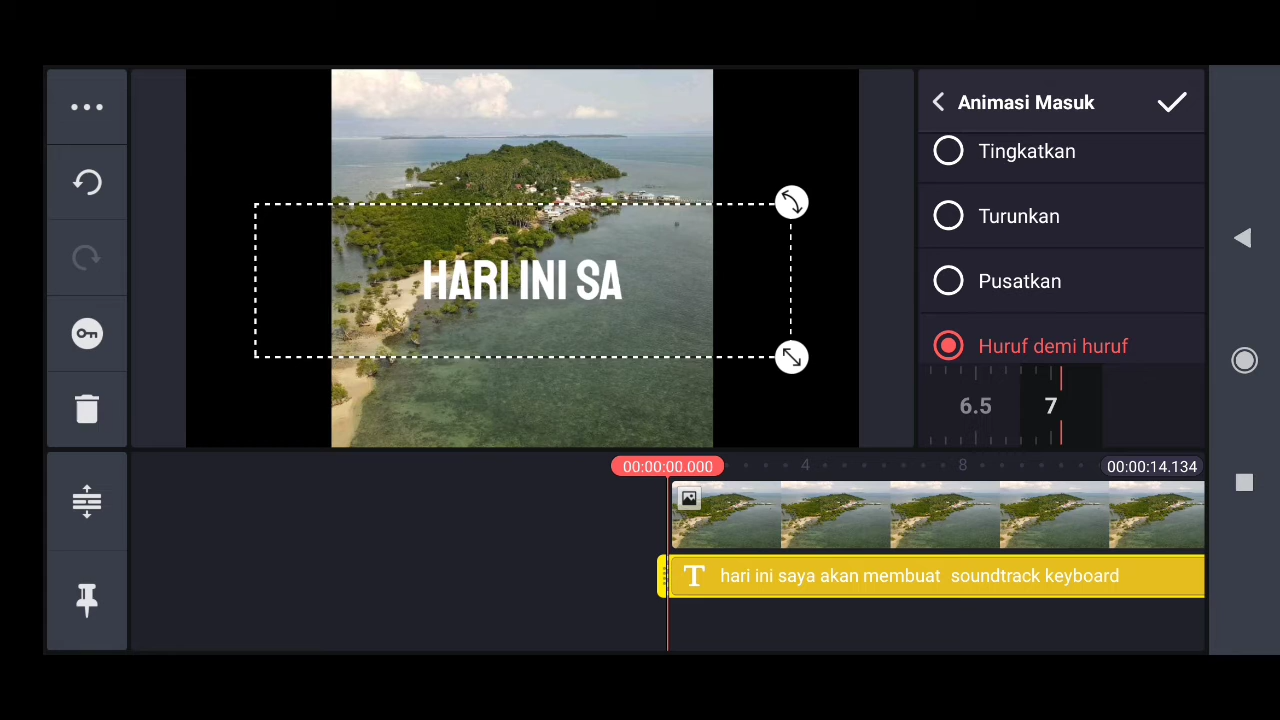 Animasi Masuk
Tingkatkan
Turunkan
Pusatkan
Huruf demi huruf
6.5 7
HARI INI SA
00:00:00.000 4 8 00:00:14.134
T hari ini saya akan membuat soundtrack keyboard